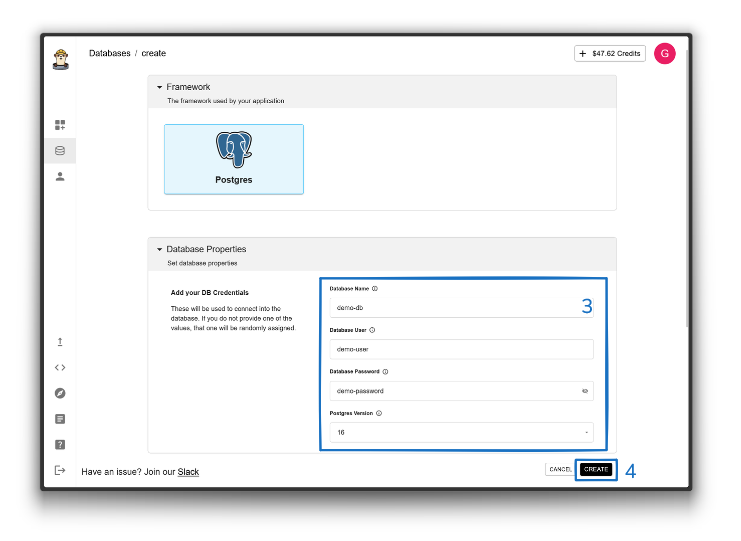 Databases / create
+ $47.62 Credits
G
Framework
The framework used by your application
Postgres
Database Properties
Set database properties
Add your DB Credentials
These will be used to connect into the
database. If you do not provide one of the
values, that one will be randomly assigned.
Database Name
demo-db
3
Database User
demo-user
Database Password
demo-password
Postgres Version
16
Have an issue? Join our Slack
CANCEL
CREATE
4